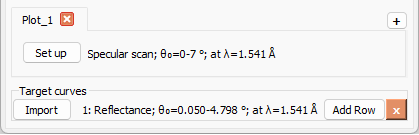 Plot_1 x +
Set up Specular scan; θ₀=0-7 °; at λ=1.541 Å
Target curves
Import 1: Reflectance; θ₀=0.050-4.798 °; at λ=1.541 Å Add Row x